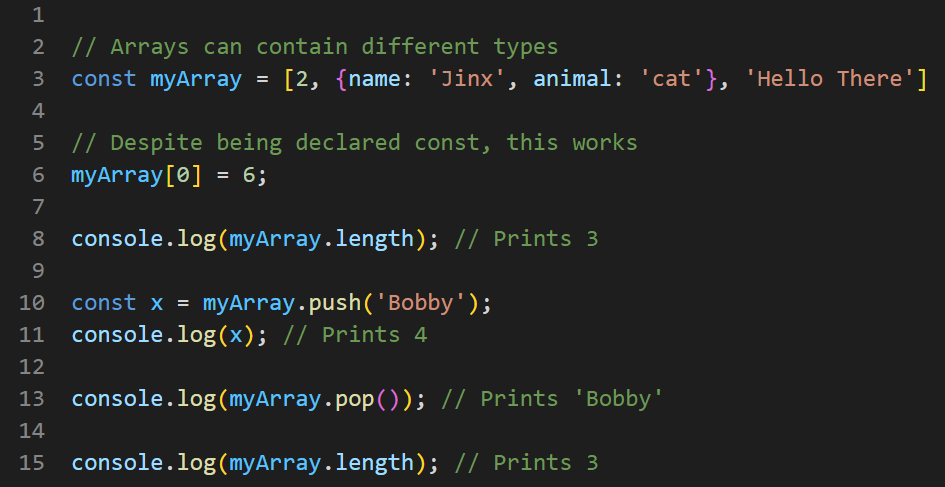 1
2 // Arrays can contain different types
3 const myArray = [2, {name: 'Jinx', animal: 'cat'}, 'Hello There']
4
5 // Despite being declared const, this works
6 myArray[0] = 6;
7
8 console.log(myArray.length); // Prints 3
9
10 const x = myArray.push('Bobby');
11 console.log(x); // Prints 4
12
13 console.log(myArray.pop()); // Prints 'Bobby'
14
15 console.log(myArray.length); // Prints 3